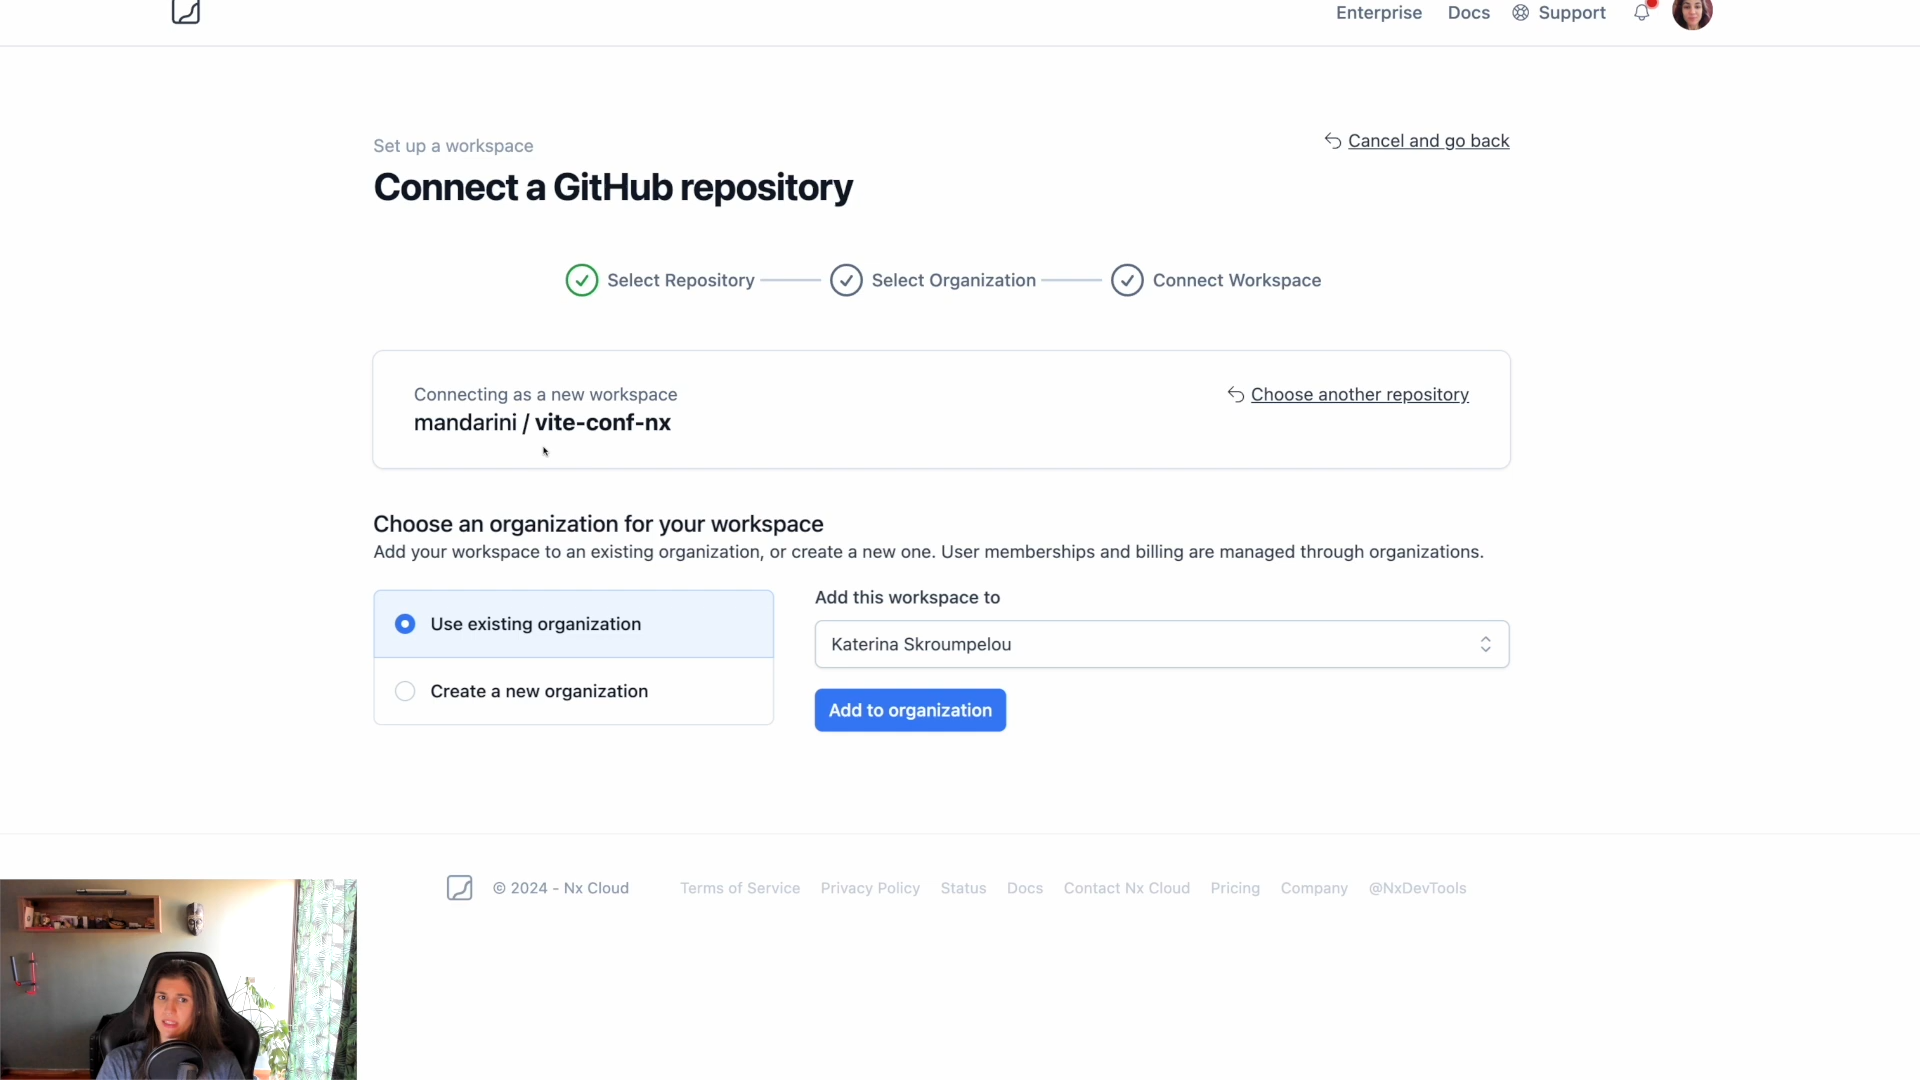 Enterprise Docs Support
Set up a workspace
Cancel and go back
Connect a GitHub repository
Select Repository Select Organization Connect Workspace
Connecting as a new workspace
Choose another repository
mandarini / vite-conf-nx
Choose an organization for your workspace
Add your workspace to an existing organization, or create a new one. User memberships and billing are managed through organizations.
Use existing organization
Create a new organization
Add this workspace to
Katerina Skroumpelou
Add to organization
© 2024 - Nx Cloud Terms of Service Privacy Policy Status Docs Contact Nx Cloud Pricing Company @NxDevTools